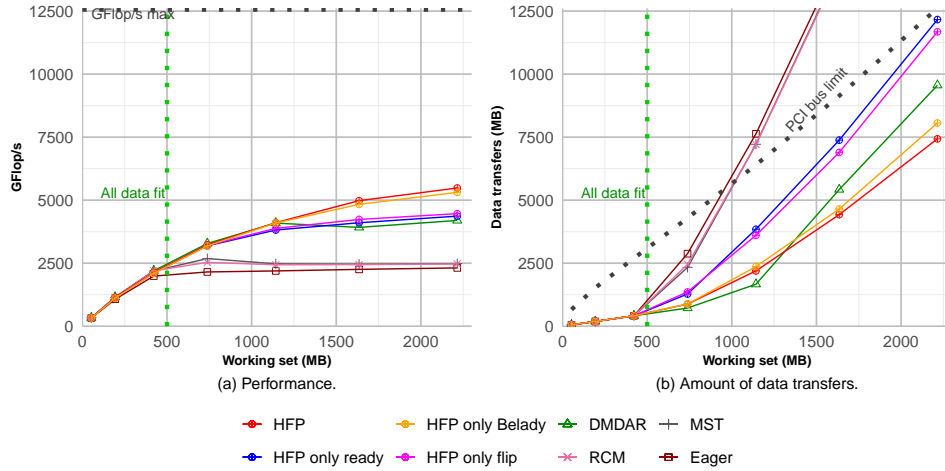 GFlop/s max
12500
10000
7500
5000
2500
0
GFlop/s
All data fit
0 500 1000 1500 2000
Working set (MB)
(a) Performance.
12500
10000
7500
5000
2500
0
Data transfers (MB)
PCI bus limit
All data fit
0 500 1000 1500 2000
Working set (MB)
(b) Amount of data transfers.
HFP HFP only Belady DMDAR MST
HFP only ready HFP only flip RCM Eager